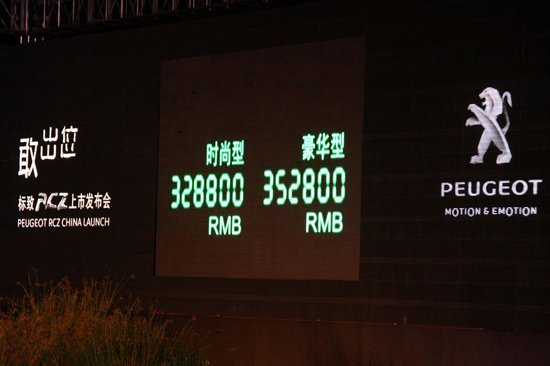 敢出位
标致RCZ上市发布会
PEUGEOT RCZ CHINA LAUNCH
时尚型
328800
RMB
豪华型
352800
RMB
PEUGEOT
MOTION & EMOTION